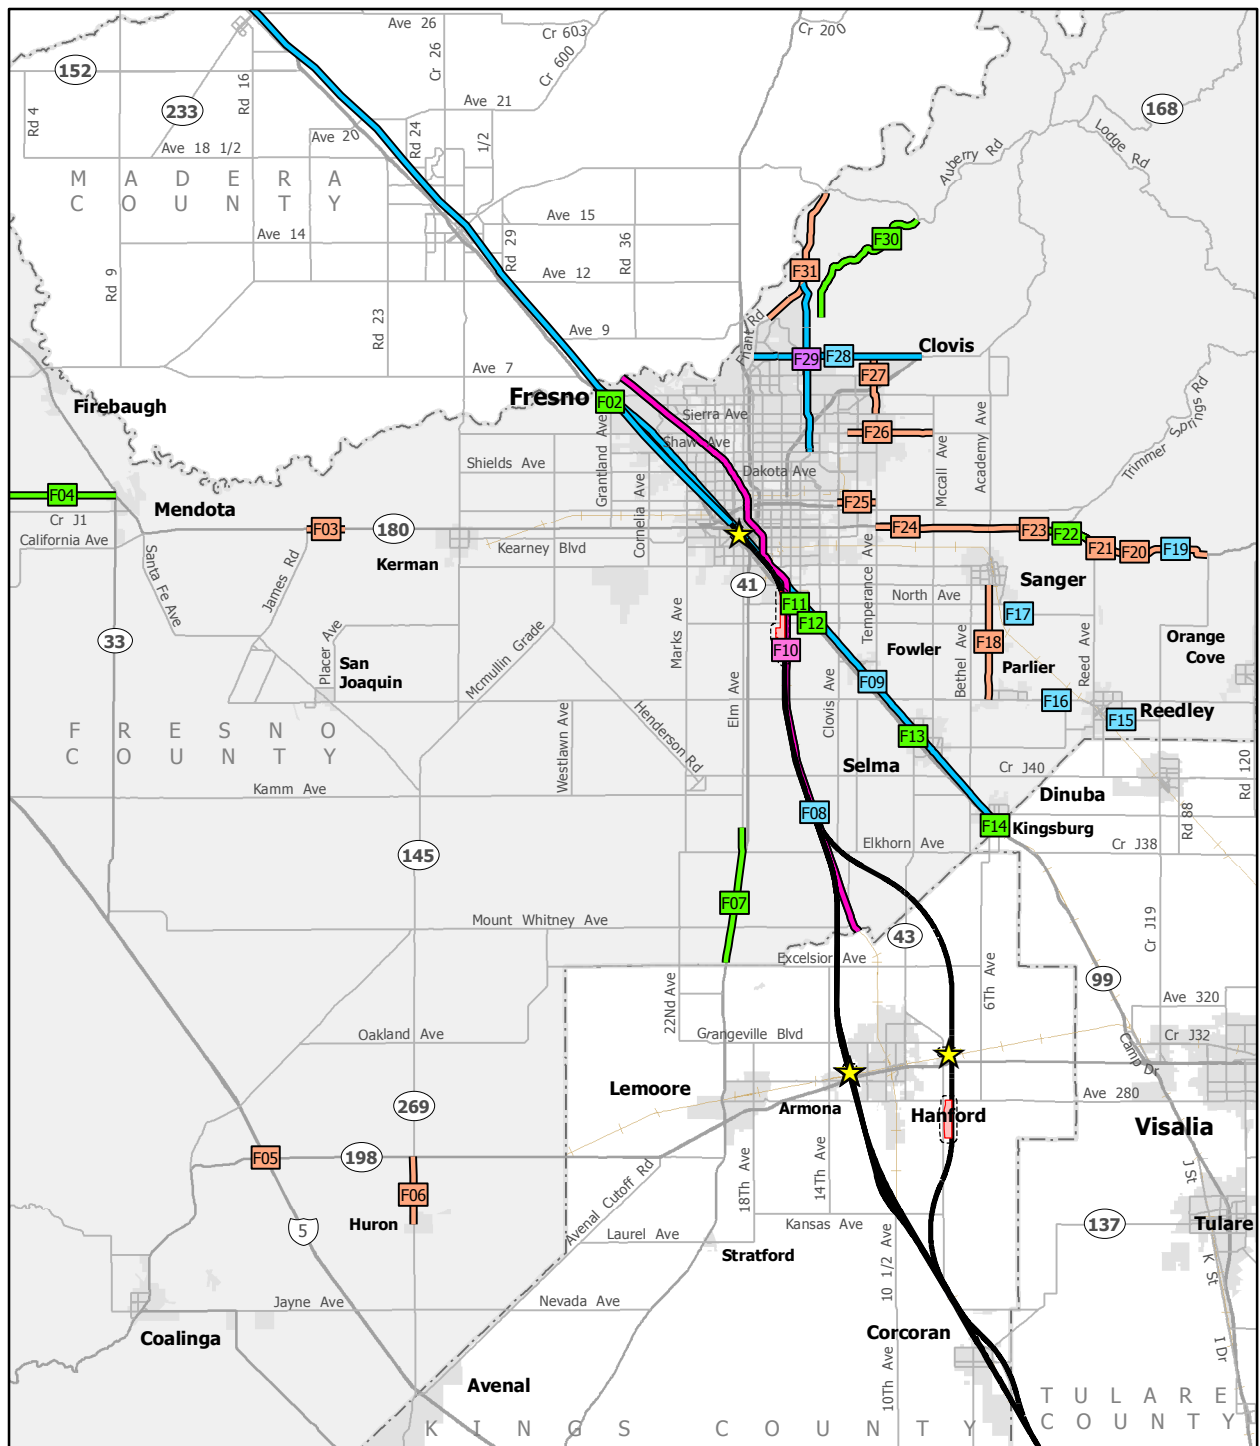 Ave 26
Cr 603
Cr 200
152
Cr 26
Cr 600
Rd 16
233
Ave 21
168
Rd 4
Ave 20
Rd 24
1/2
Lodge Rd
Ave 18 1/2
Auberry Rd
M A D E R A
C O U N T Y
Ave 15
Ave 14
Rd 29
Rd 36
F30
Rd 9
Ave 12
F31
Rd 23
Ave 9
Friant Rd
Ave 7
F29
F28
Clovis
F27
Fresno
F02
Firebaugh
Sierra Ave
Trimmer Springs Rd
Grantland Ave
Shaw Ave
F26
Mccall Ave
Academy Ave
Shields Ave
Dakota Ave
F04
Mendota
Cornelia Ave
F25
Cr J1
F03
180
F24
F23
F22
California Ave
Kearney Blvd
F21
F20
F19
Santa Fe Ave
James Rd
Kerman
Temperance Ave
Sanger
41
North Ave
F11
F17
33
Placer Ave
Mcmullin Grade
Marks Ave
F12
F18
Orange
Cove
F10
Fowler
Bethel Ave
Parlier
Reed Ave
San
Joaquin
F09
Elm Ave
Clovis Ave
F16
Reedley
F15
F R E S N O
C O U N T Y
Westlawn Ave
Henderson Rd
F13
Selma
Cr J40
Rd 120
Kamm Ave
Dinuba
F08
Rd 88
F14
Kingsburg
145
Elkhorn Ave
Cr J38
F07
Mount Whitney Ave
Cr J19
43
Excelsior Ave
22Nd Ave
6Th Ave
99
Ave 320
Oakland Ave
Grangeville Blvd
Camp Dr
Cr J32
Lemoore
Ave 280
269
Armona
Hanford
Visalia
F05
198
F06
18Th Ave
14Th Ave
J St
Avenal Cutoff Rd
Huron
5
Laurel Ave
Kansas Ave
137
Tulare
Stratford
10 1/2 Ave
K St
Jayne Ave
Nevada Ave
Coalinga
Corcoran
I Dr
Avenal
10Th Ave
T U L A R E
C O U N T Y
K I N G S C O U N T Y